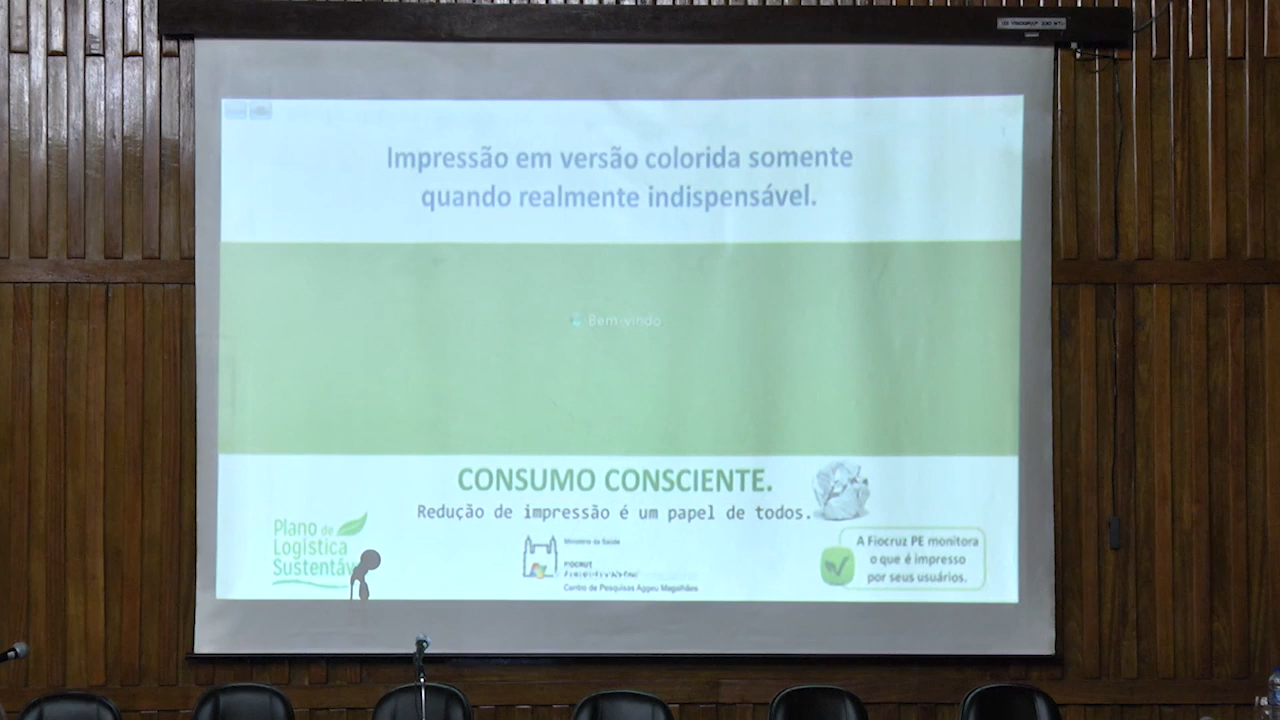 Impressão em versão colorida somente
quando realmente indispensável.
Bem-vindo
CONSUMO CONSCIENTE.
Redução de impressão é um papel de todos.
Plano de
Logística
Sustentáv
Ministério da Saúde
FIOCRUZ
Centro de Pesquisas Aggeu Magalhães
A Fiocruz PE monitora
o que é impresso
por seus usuários.